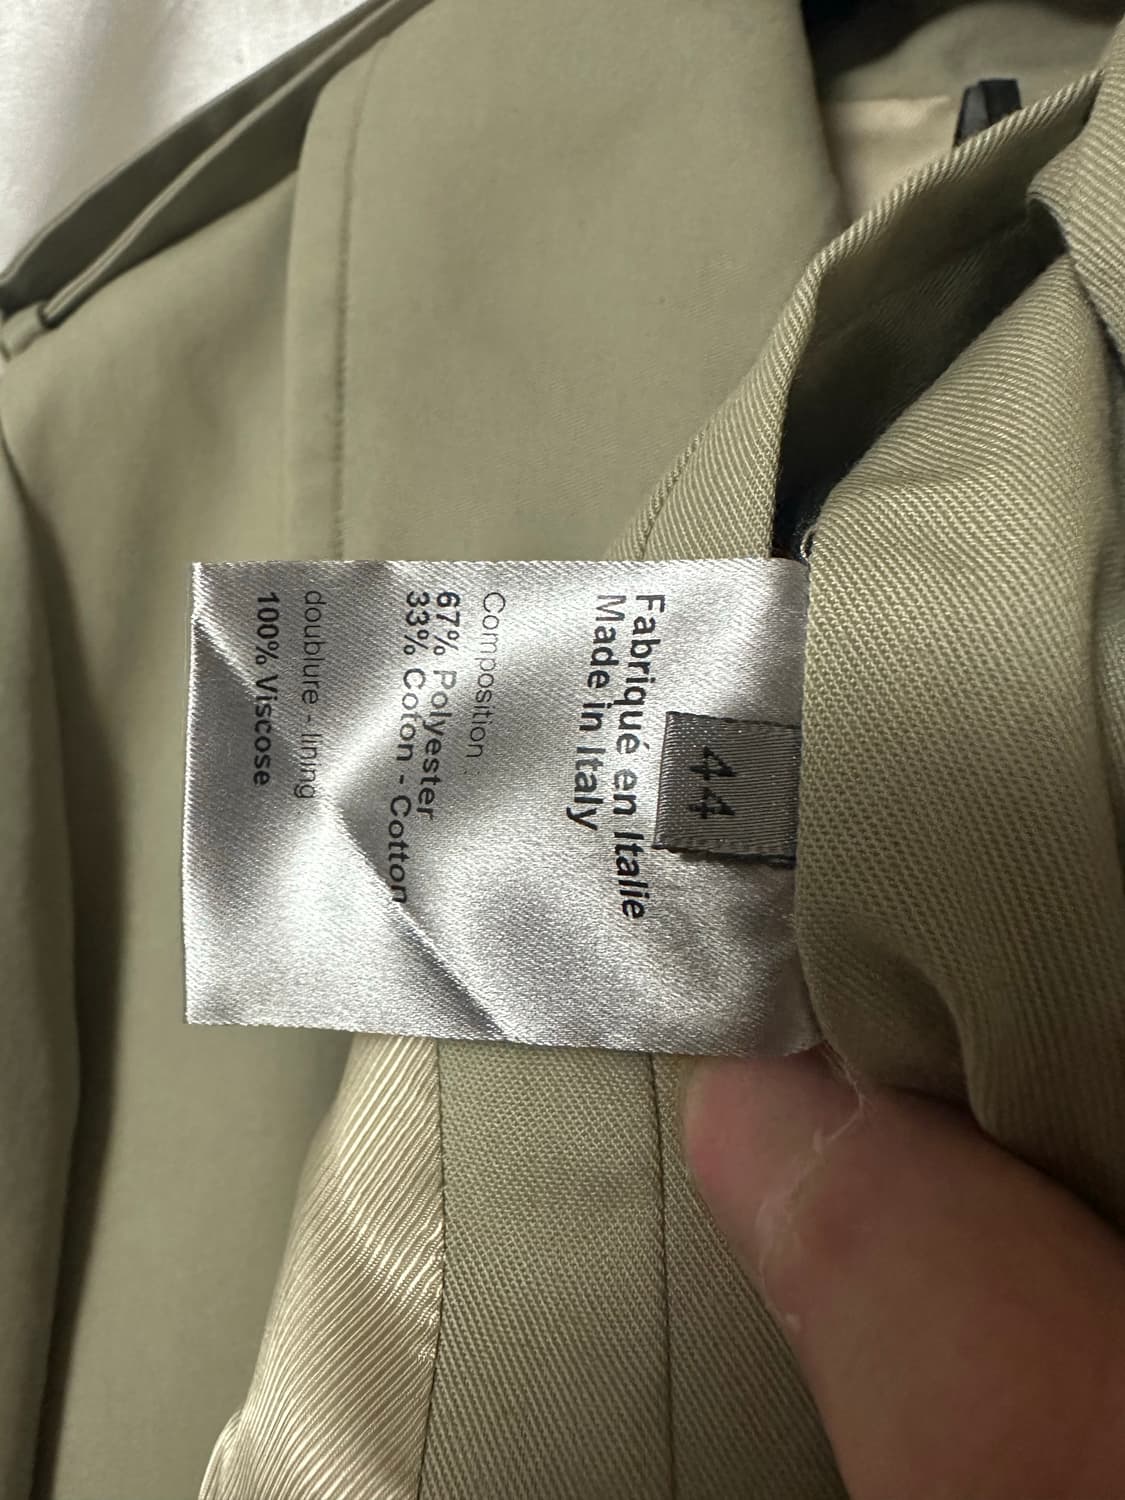 44
Fabriqué en Italie
Made in Italy
Composition :
67% Polyester
33% Coton - Cotton
doublure - lining:
100% Viscose